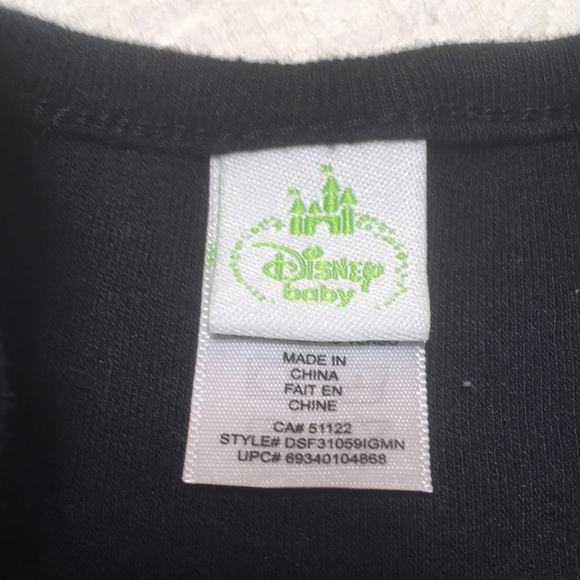 Disney
baby
MADE IN
CHINA
FAIT EN
CHINE
CA# 51122
STYLE# DSF31059IGMN
UPC# 69340104868